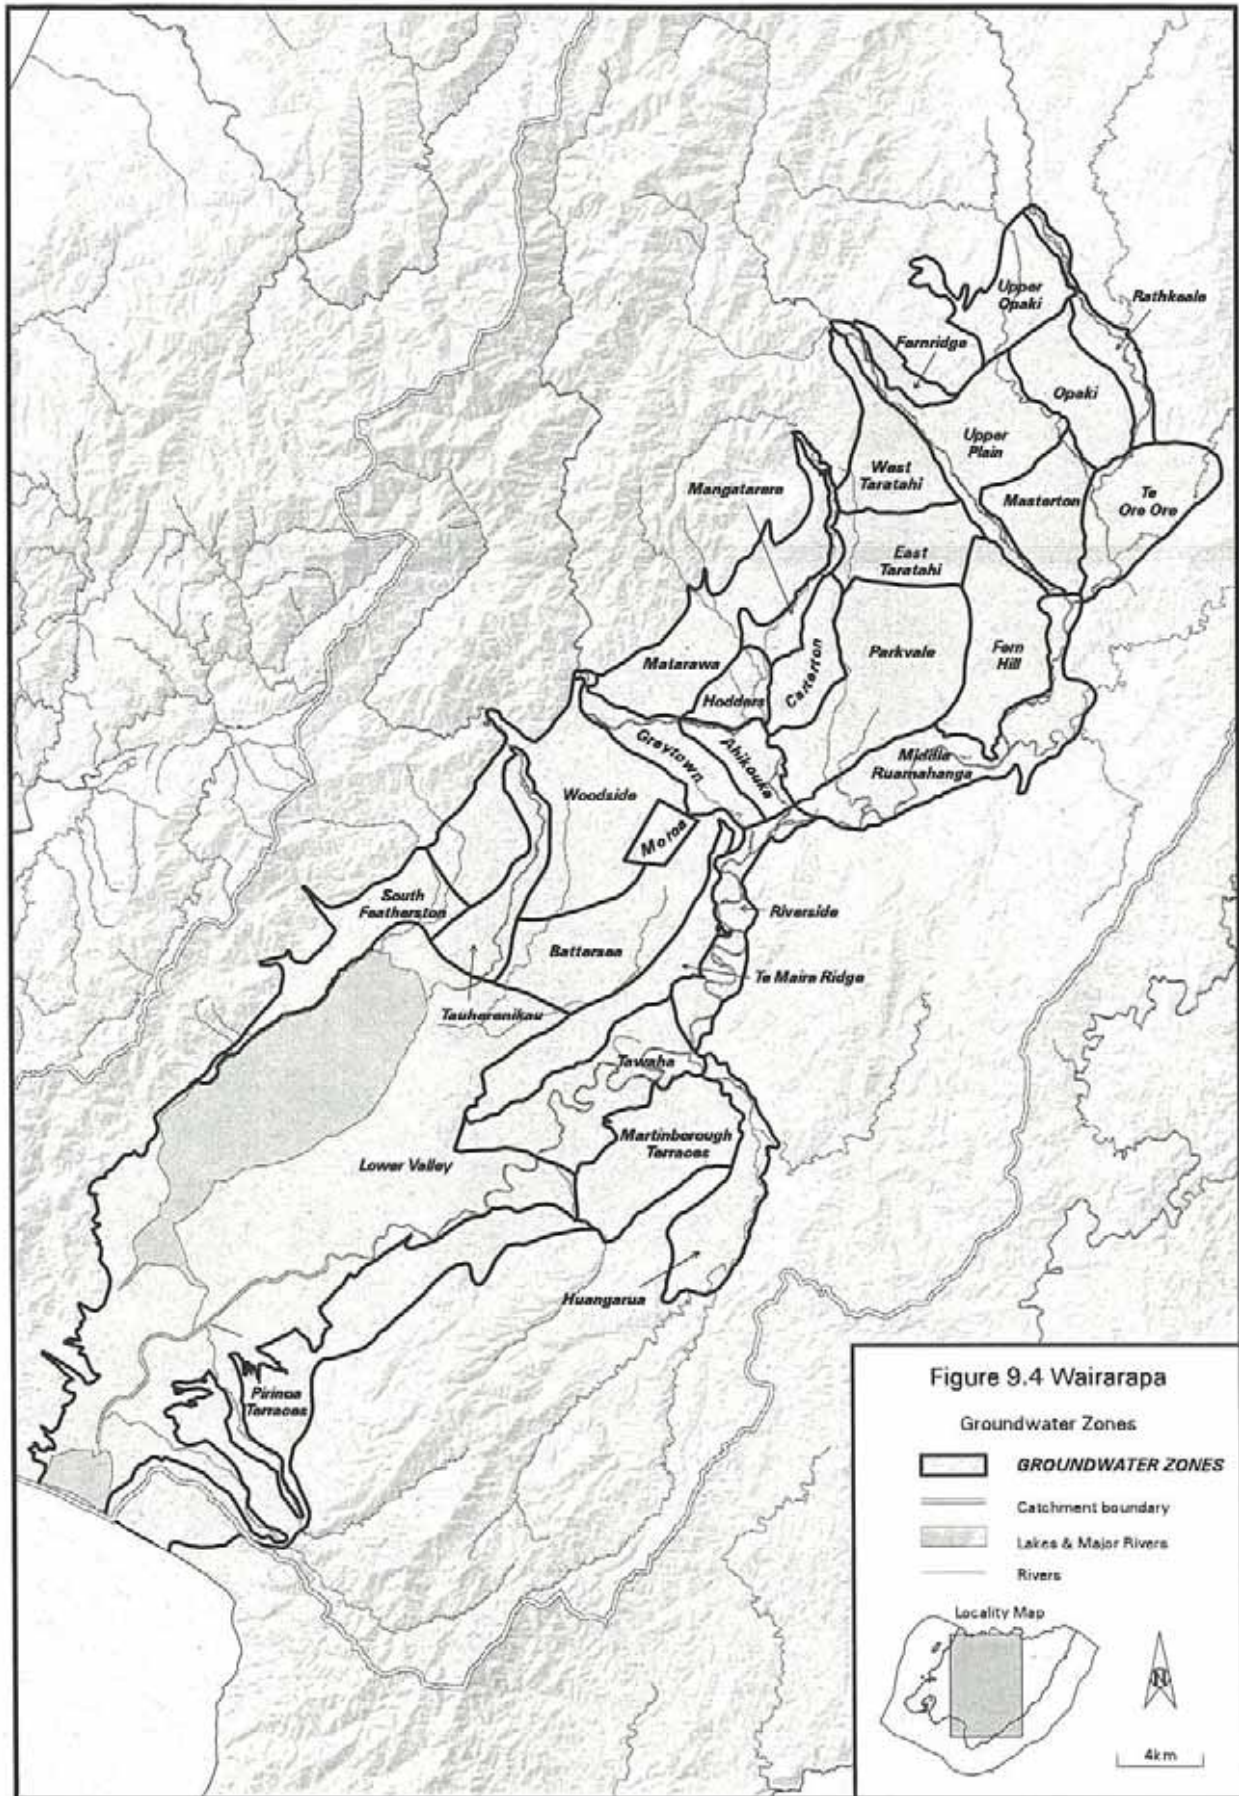 Upper
Opaki
Rathkeale
Fernridge
Opaki
Upper
Plain
West
Taratahi
Mangatarere
Masterton
Te
Ore Ore
East
Taratahi
Matarawa
Carterton
Parkvale
Fern
Hill
Hodders
Greytown
Ahikouka
Middle
Ruamahanga
Woodside
Moroa
South
Featherston
Riverside
Battersea
Te Maire Ridge
Tauherenikau
Tawaha
Martinborough
Terraces
Lower Valley
Huangarua
Pirinoa
Terraces
Figure 9.4 Wairarapa
Groundwater Zones
GROUNDWATER ZONES
Catchment boundary
Lakes & Major Rivers
Rivers
Locality Map
N
4km